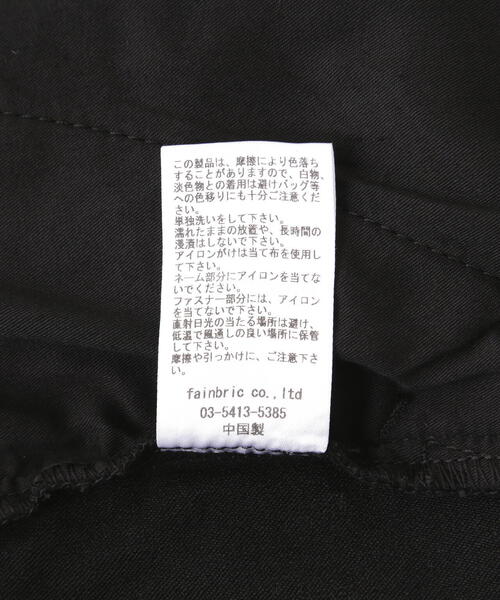 この製品は、摩擦により色落ち
することがありますので、白物、
淡色物との着用は避けバッグ等
への色移りにも十分ご注意くださ
い。
単独洗いをして下さい。
濡れたままの放置や、長時間の
浸漬はしないで下さい。
アイロンがけは当て布を使用し
て下さい。
ネーム部分にアイロンを当てな
いでください。
ファスナー部分には、アイロン
を当てないで下さい。
直射日光の当たる場所は避け、
低温で風通しの良い場所に保管
して下さい。
摩擦や引っかけに、ご注意下さ
い。
fainbric co.,ltd
03-5413-5385
中国製